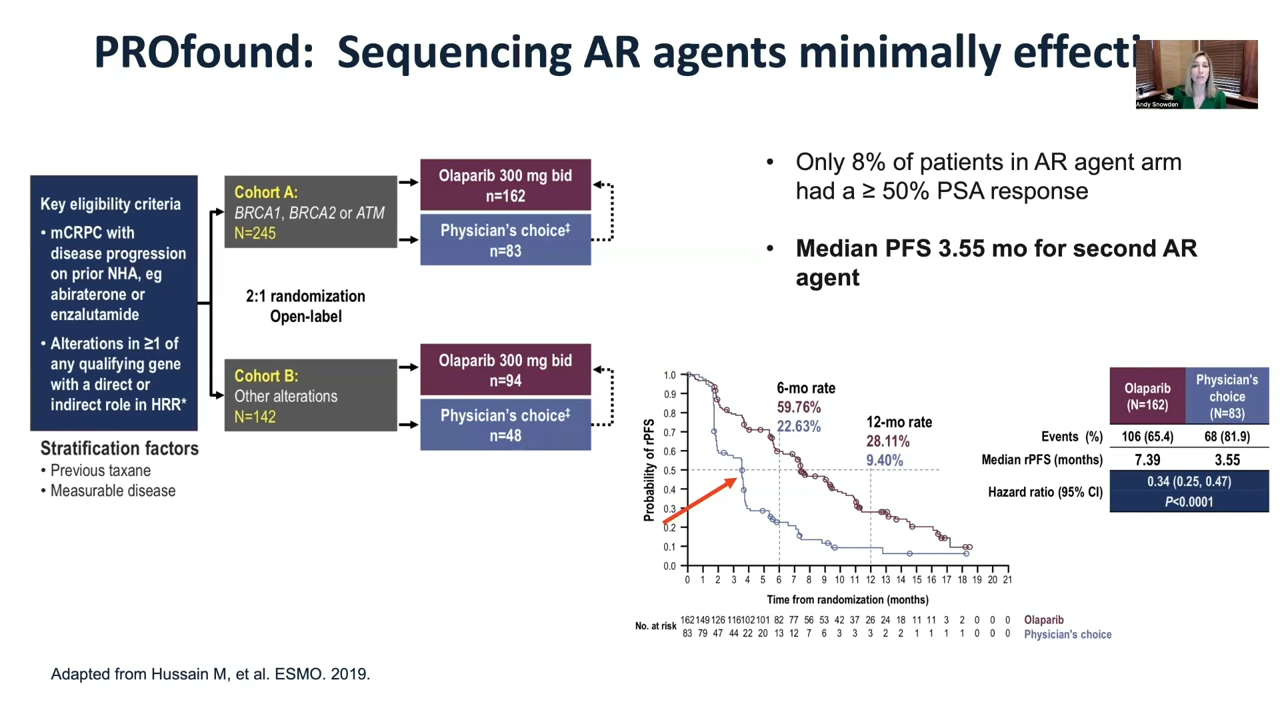 PROfound: Sequencing AR agents minimally effecti
Andy Snowden
Key eligibility criteria
• mCRPC with
disease progression
on prior NHA, eg
abiraterone or
enzalutamide
• Alterations in ≥1 of
any qualifying gene
with a direct or
indirect role in HRR*
Stratification factors
• Previous taxane
• Measurable disease
Cohort A:
BRCA1, BRCA2 or ATM
N=245
2:1 randomization
Open-label
Cohort B:
Other alterations
N=142
Olaparib 300 mg bid
n=162
Physician's choice‡
n=83
Olaparib 300 mg bid
n=94
Physician's choice‡
n=48
• Only 8% of patients in AR agent arm
had a ≥ 50% PSA response
• Median PFS 3.55 mo for second AR
agent
Probability of rPFS
1.0
0.9
0.8
0.7
0.6
0.5
0.4
0.3
0.2
0.1
0.0
6-mo rate
59.76%
22.63%
12-mo rate
28.11%
9.40%
0 1 2 3 4 5 6 7 8 9 10 11 12 13 14 15 16 17 18 19 20 21
Time from randomization (months)
No. at risk
162 149 126 116 102 101 82 77 56 53 42 37 26 24 18 11 11 3 2 0 0 0 Olaparib
83 79 47 44 22 20 13 12 7 6 3 3 3 2 2 1 1 1 1 0 0 0 Physician's choice
Olaparib
(N=162)
Physician's
choice
(N=83)
Events (%) 106 (65.4) 68 (81.9)
Median rPFS (months) 7.39 3.55
Hazard ratio (95% CI) 0.34 (0.25, 0.47)
P<0.0001
Adapted from Hussain M, et al. ESMO. 2019.